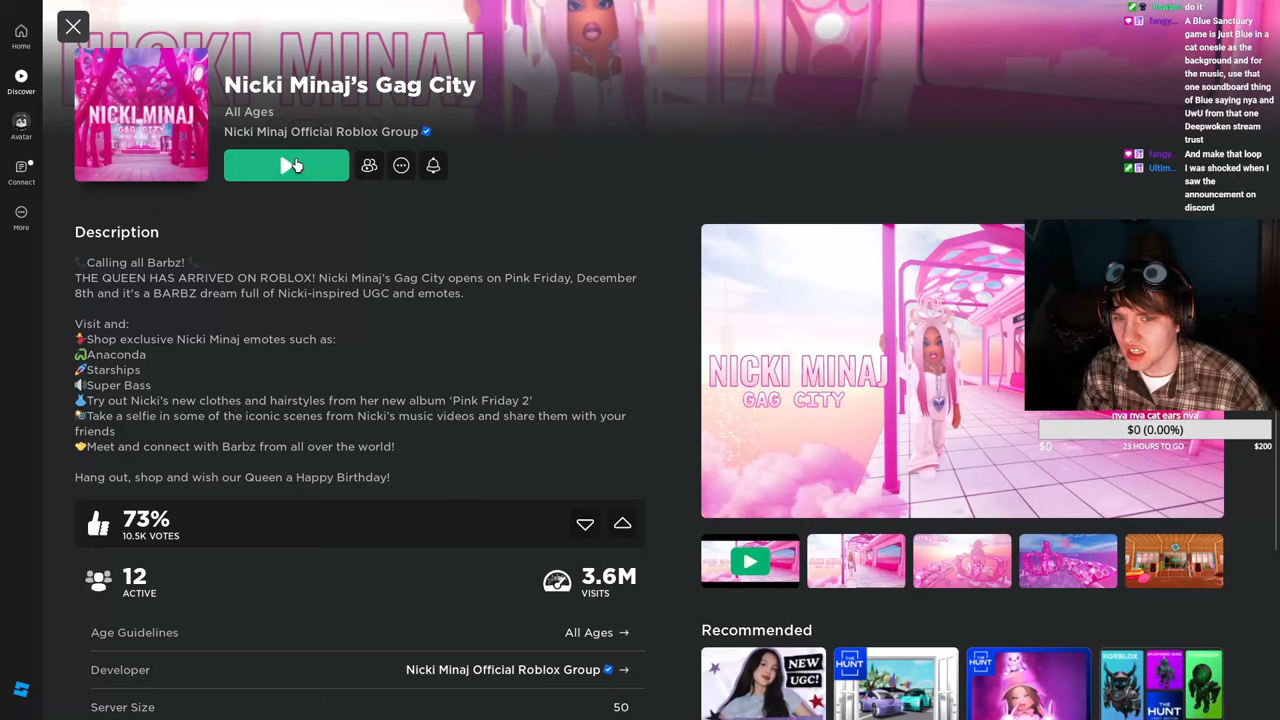 Home
Discover
Avatar
Connect
More
NICKI MINAJ
GAG CITY
Nicki Minaj's Gag City
All Ages
Nicki Minaj Official Roblox Group
Description
Calling all Barbz!
THE QUEEN HAS ARRIVED ON ROBLOX! Nicki Minaj's Gag City opens on Pink Friday, December
8th and it's a BARBZ dream full of Nicki-inspired UGC and emotes.
Visit and:
Shop exclusive Nicki Minaj emotes such as:
Anaconda
Starships
Super Bass
Try out Nicki's new clothes and hairstyles from her new album 'Pink Friday 2'
Take a selfie in some of the iconic scenes from Nicki's music videos and share them with your
friends
Meet and connect with Barbz from all over the world!
Hang out, shop and wish our Queen a Happy Birthday!
73%
10.5K VOTES
12
ACTIVE
3.6M
VISITS
Age Guidelines
All Ages →
Developer
Nicki Minaj Official Roblox Group →
Server Size
50
NICKI MINAJ
GAG CITY
Recommended
NEW
UGC!
THE
HUNT
THE
HUNT
KORBLOX
THE
HUNT
do it
fangy...
A Blue Sanctuary
game is just Blue in a
cat onesie as the
background and for
the music, use that
one soundboard thing
of Blue saying nya and
UwU from that one
Deepwoken stream
trust
fangy...
And make that loop
Ultim...
I was shocked when I
saw the
announcement on
discord
nya nya cat ears nya
$0 (0.00%)
$0
23 HOURS TO GO
$200